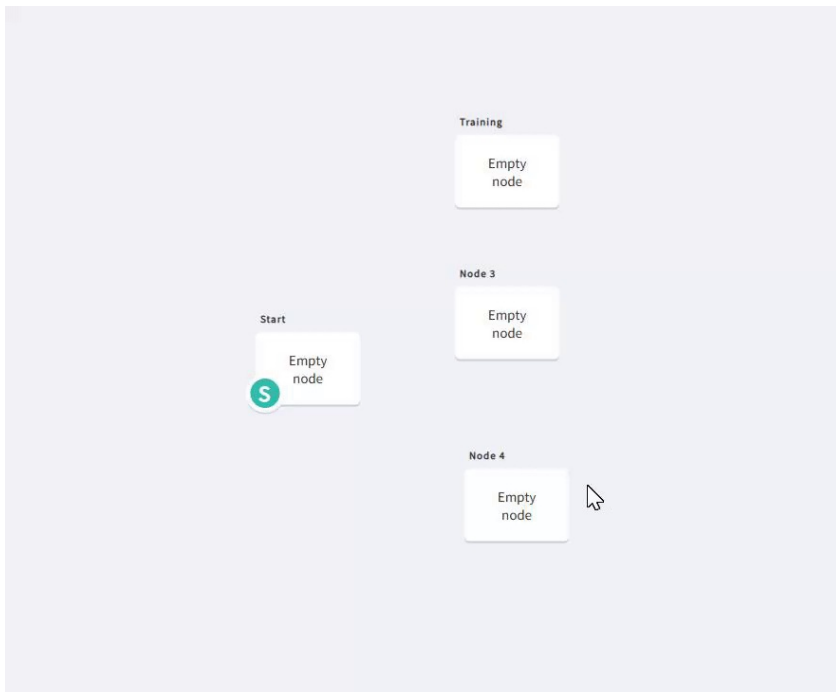 Training
Empty
node
Node 3
Empty
node
Start
Empty
node
S
Node 4
Empty
node